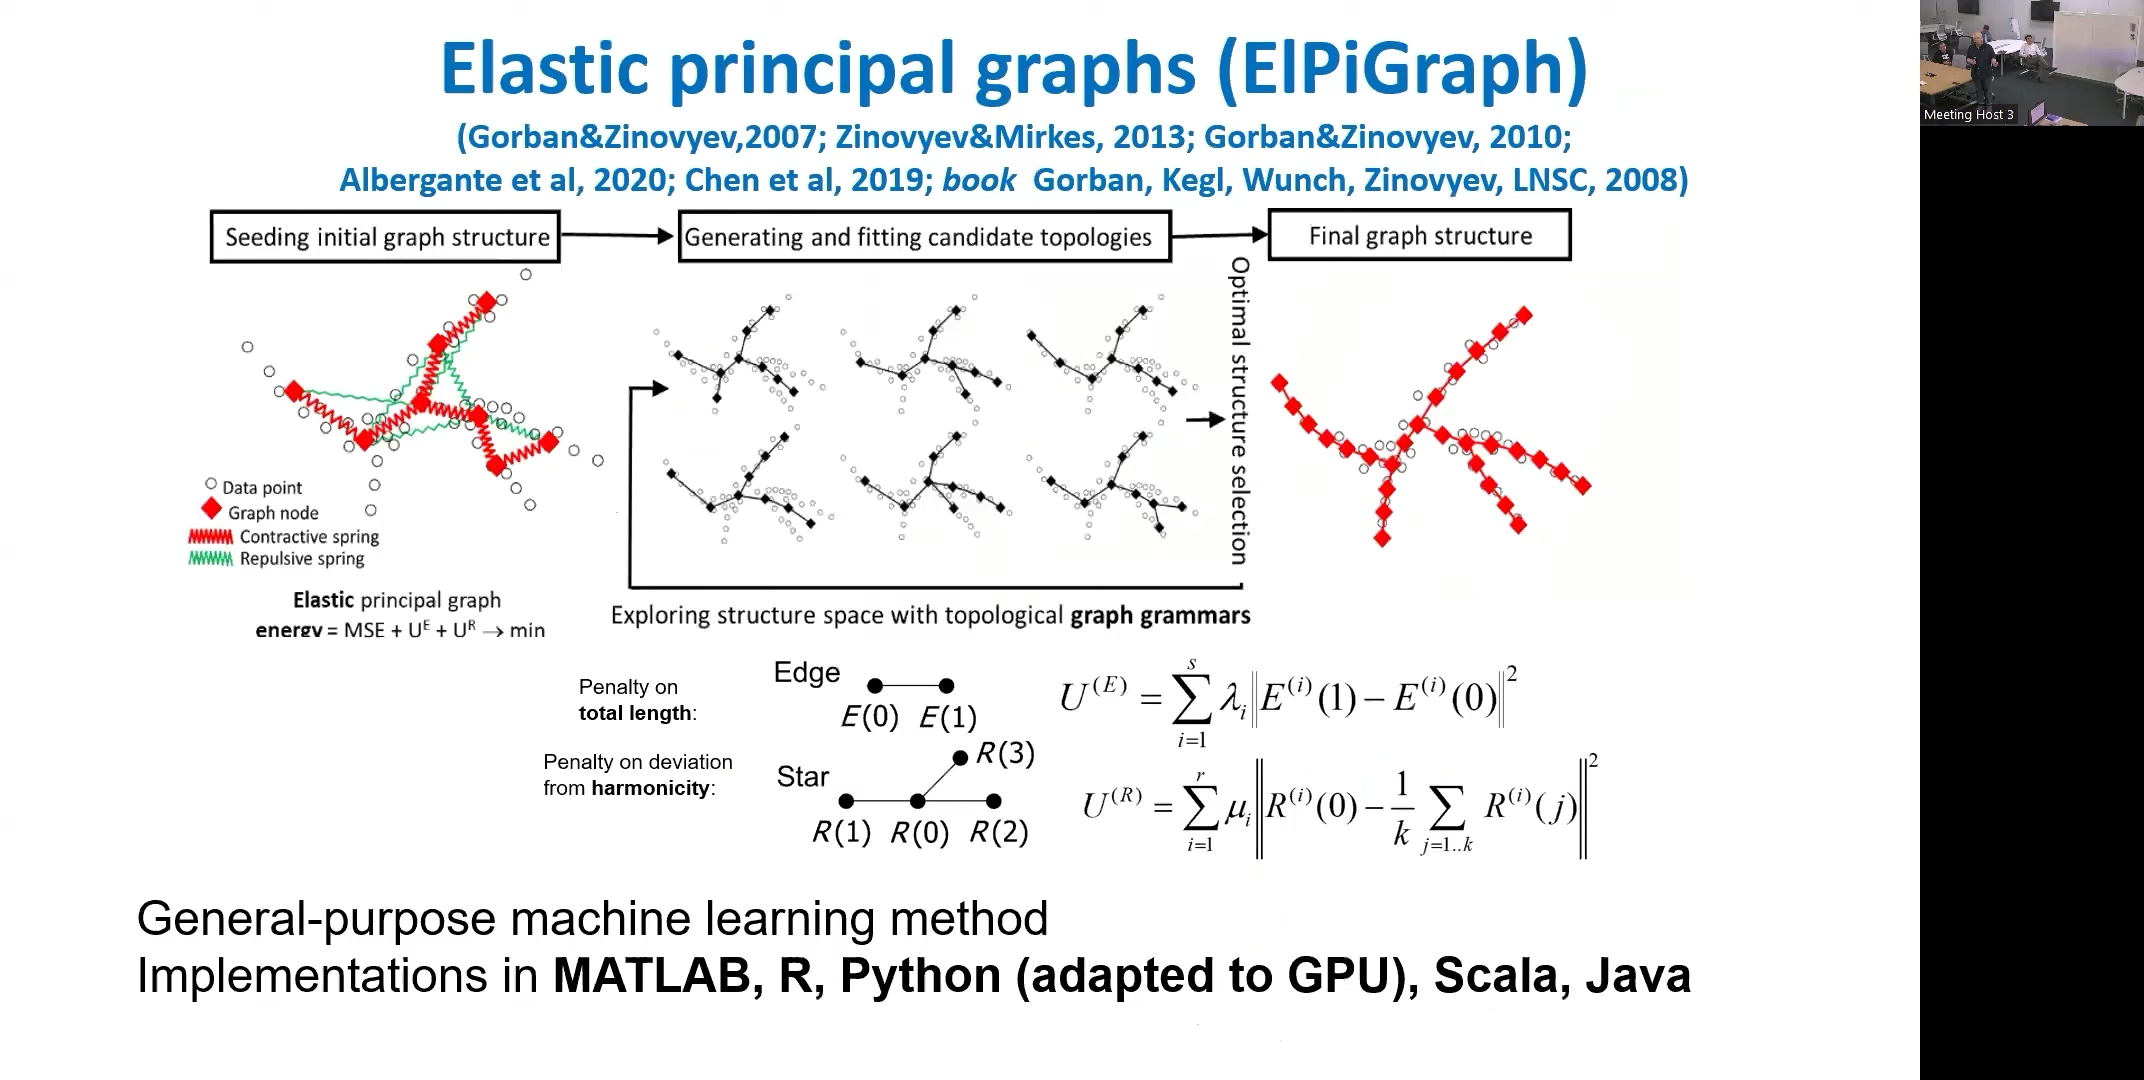 Elastic principal graphs (ElPiGraph)
(Gorban&Zinovyev,2007; Zinovyev&Mirkes, 2013; Gorban&Zinovyev, 2010;
Albergante et al, 2020; Chen et al, 2019; book Gorban, Kegl, Wunch, Zinovyev, LNSC, 2008)
Seeding initial graph structure
Generating and fitting candidate topologies
Final graph structure
Optimal structure selection
Data point
Graph node
Contractive spring
Repulsive spring
Elastic principal graph
energy = MSE + U^E + U^R → min
Exploring structure space with topological graph grammars
Penalty on
total length:
Edge
E(0) E(1)
U^(E) = ∑_{i=1}^{s} λ_i ‖E^(i)(1) − E^(i)(0)‖^2
Penalty on deviation
from harmonicity:
Star
R(3)
R(1) R(0) R(2)
U^(R) = ∑_{i=1}^{r} μ_i ‖R^(i)(0) − 1/k ∑_{j=1..k} R^(i)(j)‖^2
General-purpose machine learning method
Implementations in MATLAB, R, Python (adapted to GPU), Scala, Java
Meeting Host 3